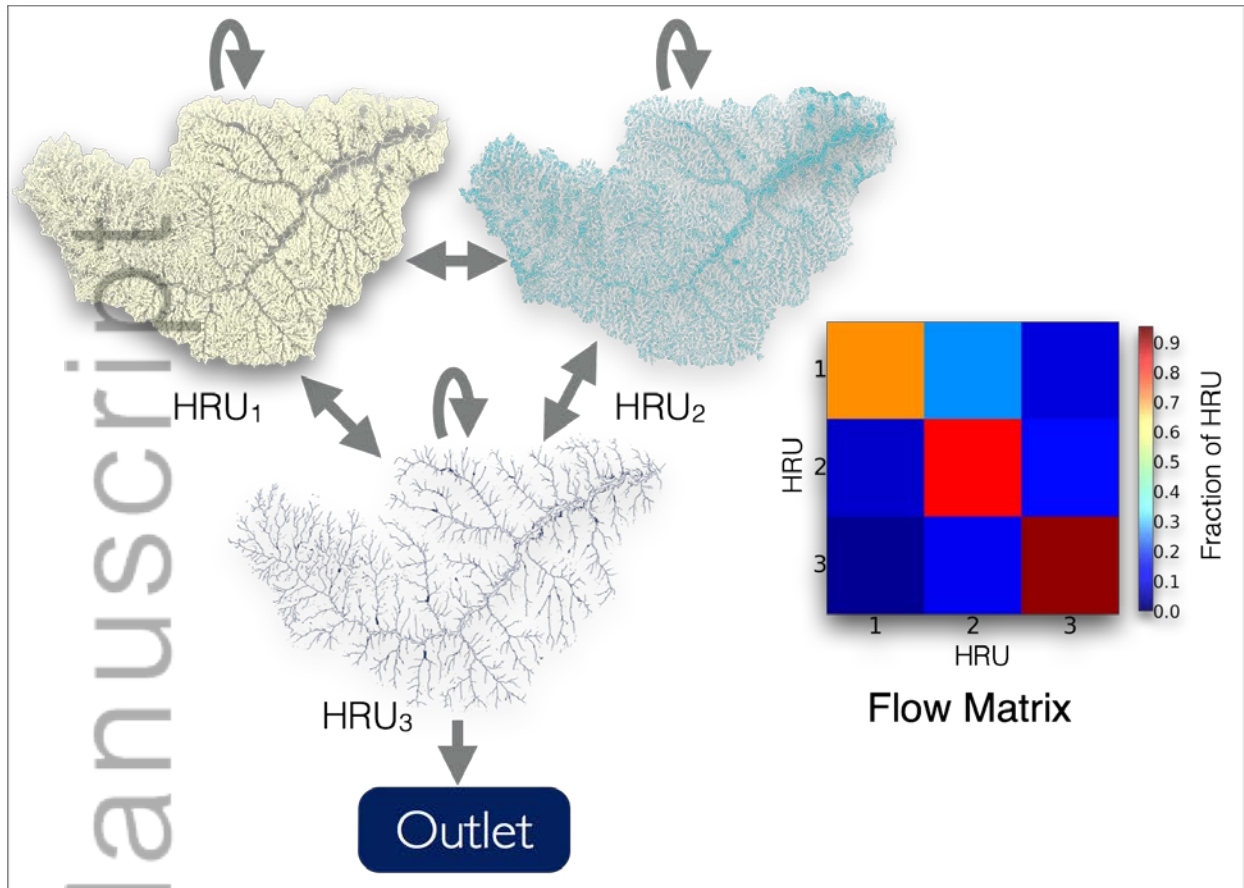 anuscript
HRU₁
HRU₂
HRU₃
Outlet
HRU
1
2
3
1 2 3
HRU
Flow Matrix
0.9
0.8
0.7
0.6
0.5
0.4
0.3
0.2
0.1
0.0
Fraction of HRU